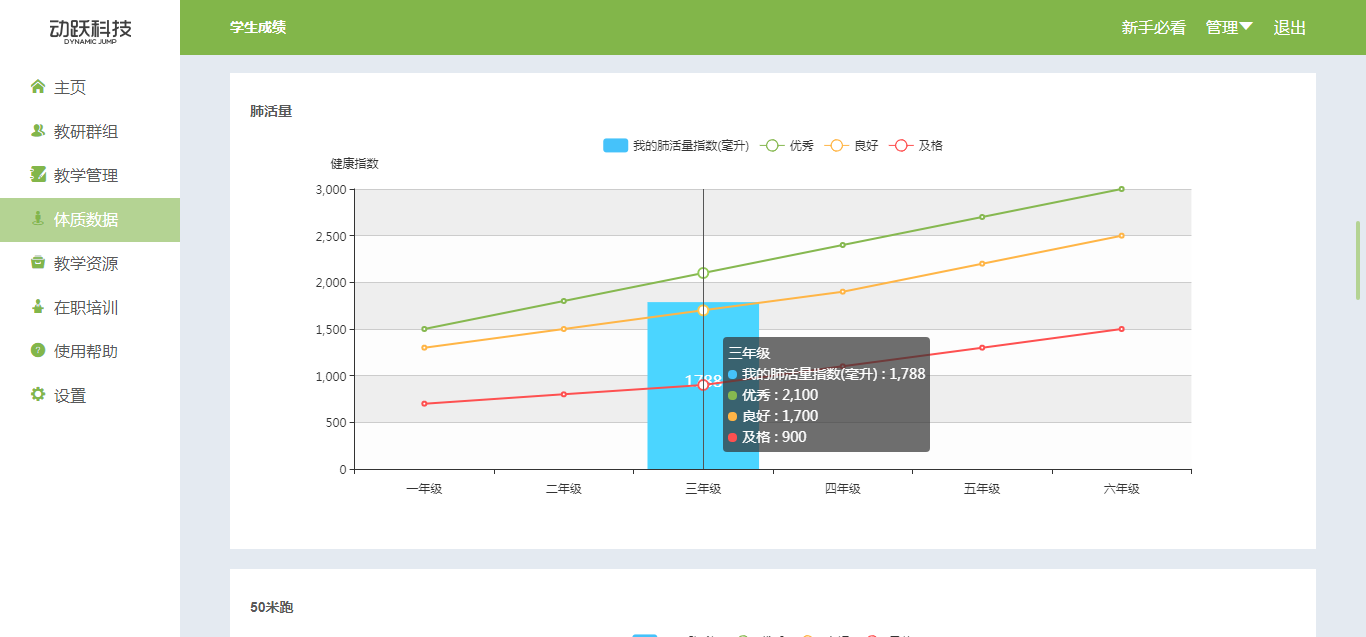 动跃科技
DYNAMIC JUMP
学生成绩
新手必看 管理 退出
主页
教研群组
教学管理
体质数据
教学资源
在职培训
使用帮助
设置
肺活量
我的肺活量指数(毫升) 优秀 良好 及格
健康指数
3,000
2,500
2,000
1,500
1,000
500
0
1788
三年级
我的肺活量指数(毫升) : 1,788
优秀 : 2,100
良好 : 1,700
及格 : 900
一年级 二年级 三年级 四年级 五年级 六年级
50米跑